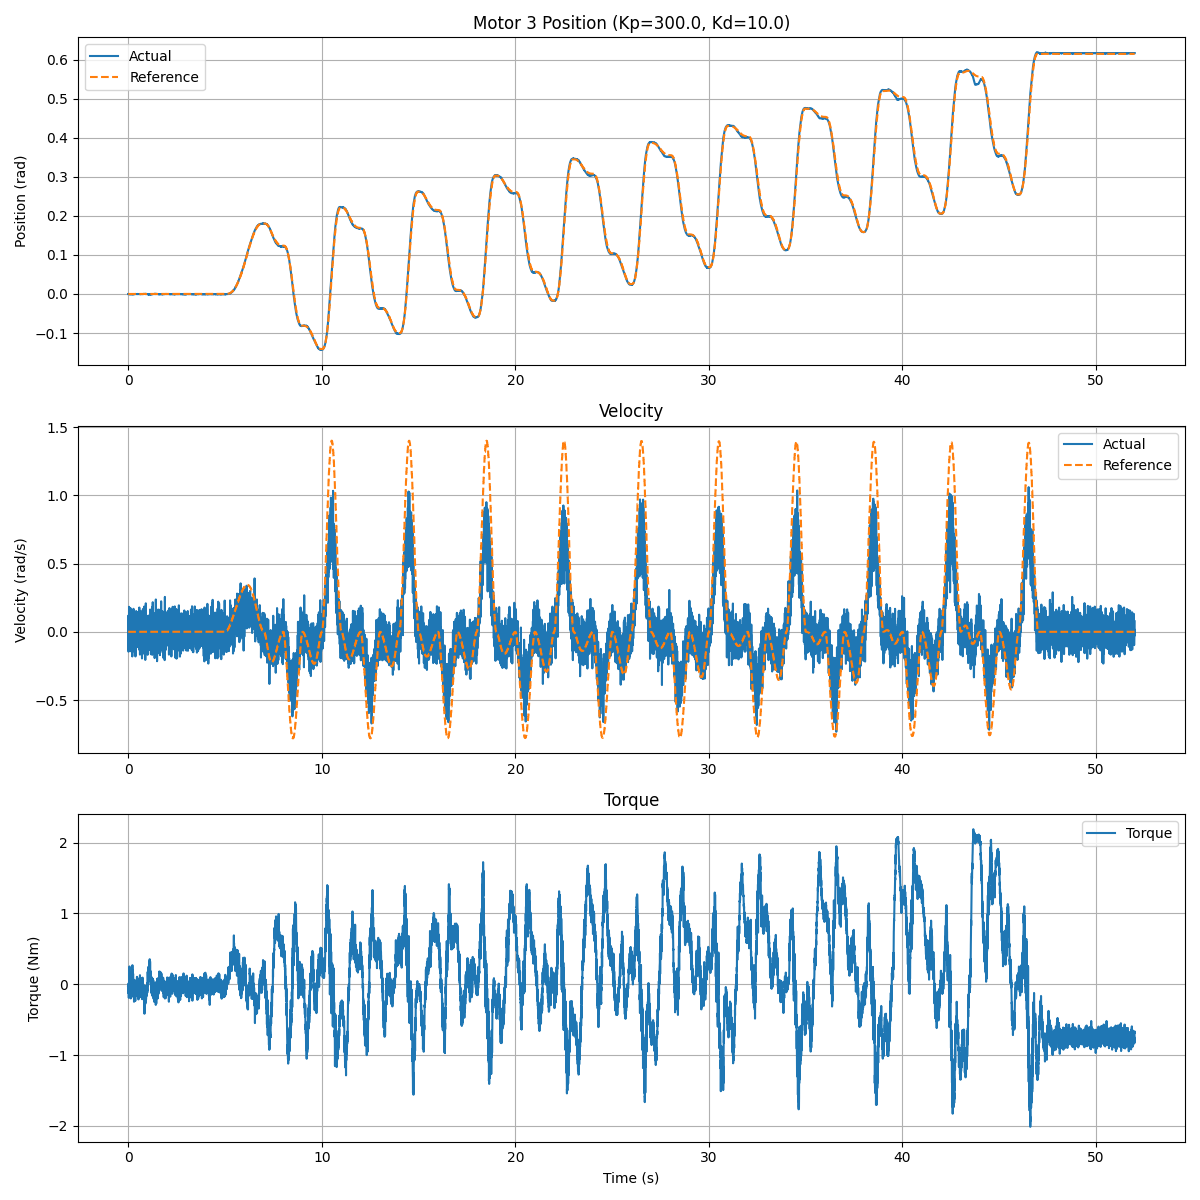 Motor 3 Position (Kp=300.0, Kd=10.0)
Actual
Reference
Position (rad)
0.6
0.5
0.4
0.3
0.2
0.1
0.0
−0.1
0 10 20 30 40 50
Velocity
Actual
Reference
Velocity (rad/s)
1.5
1.0
0.5
0.0
−0.5
0 10 20 30 40 50
Torque
Torque
Torque (Nm)
2
1
0
−1
−2
0 10 20 30 40 50
Time (s)